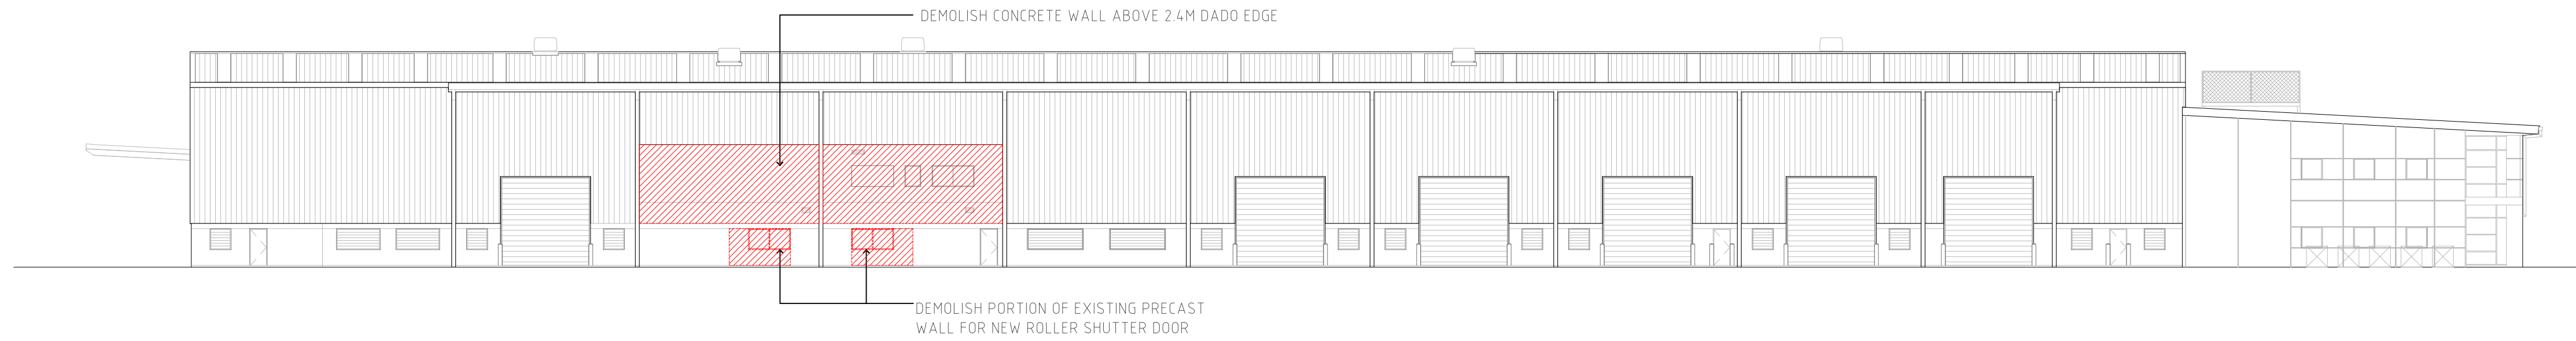 DEMOLISH CONCRETE WALL ABOVE 2.4M DADO EDGE
DEMOLISH PORTION OF EXISTING PRECAST
WALL FOR NEW ROLLER SHUTTER DOOR